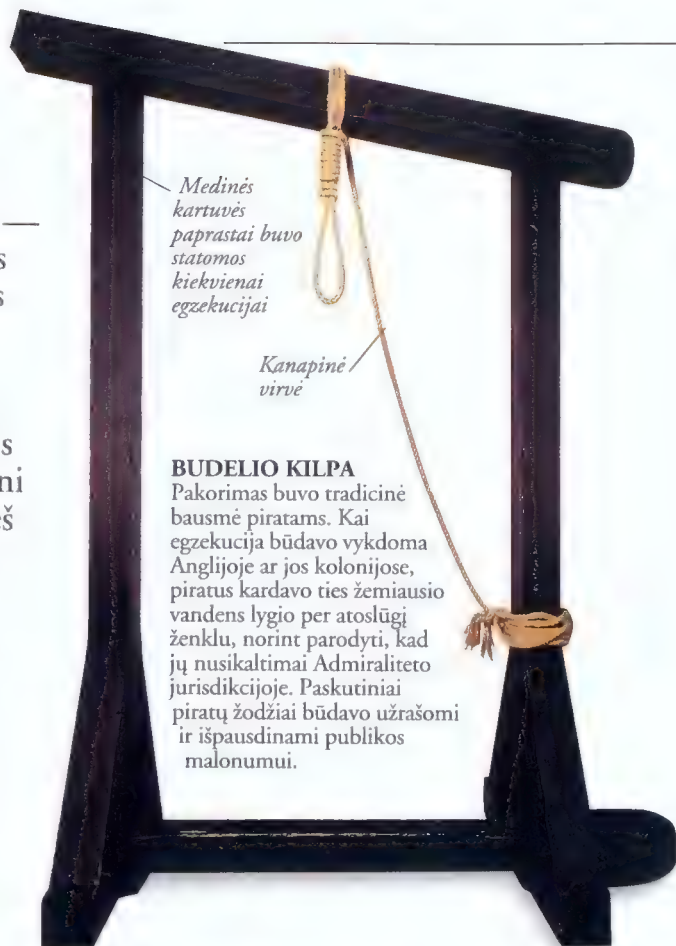 Medinės
kartuvės
paprastai buvo
statomos
kiekvienai
egzekucijai
Kanapinė
virvė
BUDELIO KILPA
Pakorimas buvo tradicinė
bausmė piratams. Kai
egzekucija būdavo vykdoma
Anglijoje ar jos kolonijose,
piratus kardavo ties žemiausio
vandens lygio per atoslūgį
ženklu, norint parodyti, kad
jų nusikaltimai Admiraliteto
jurisdikcijoje. Paskutiniai
piratų žodžiai būdavo užrašomi
ir išpausdinami publikos
malonumui.